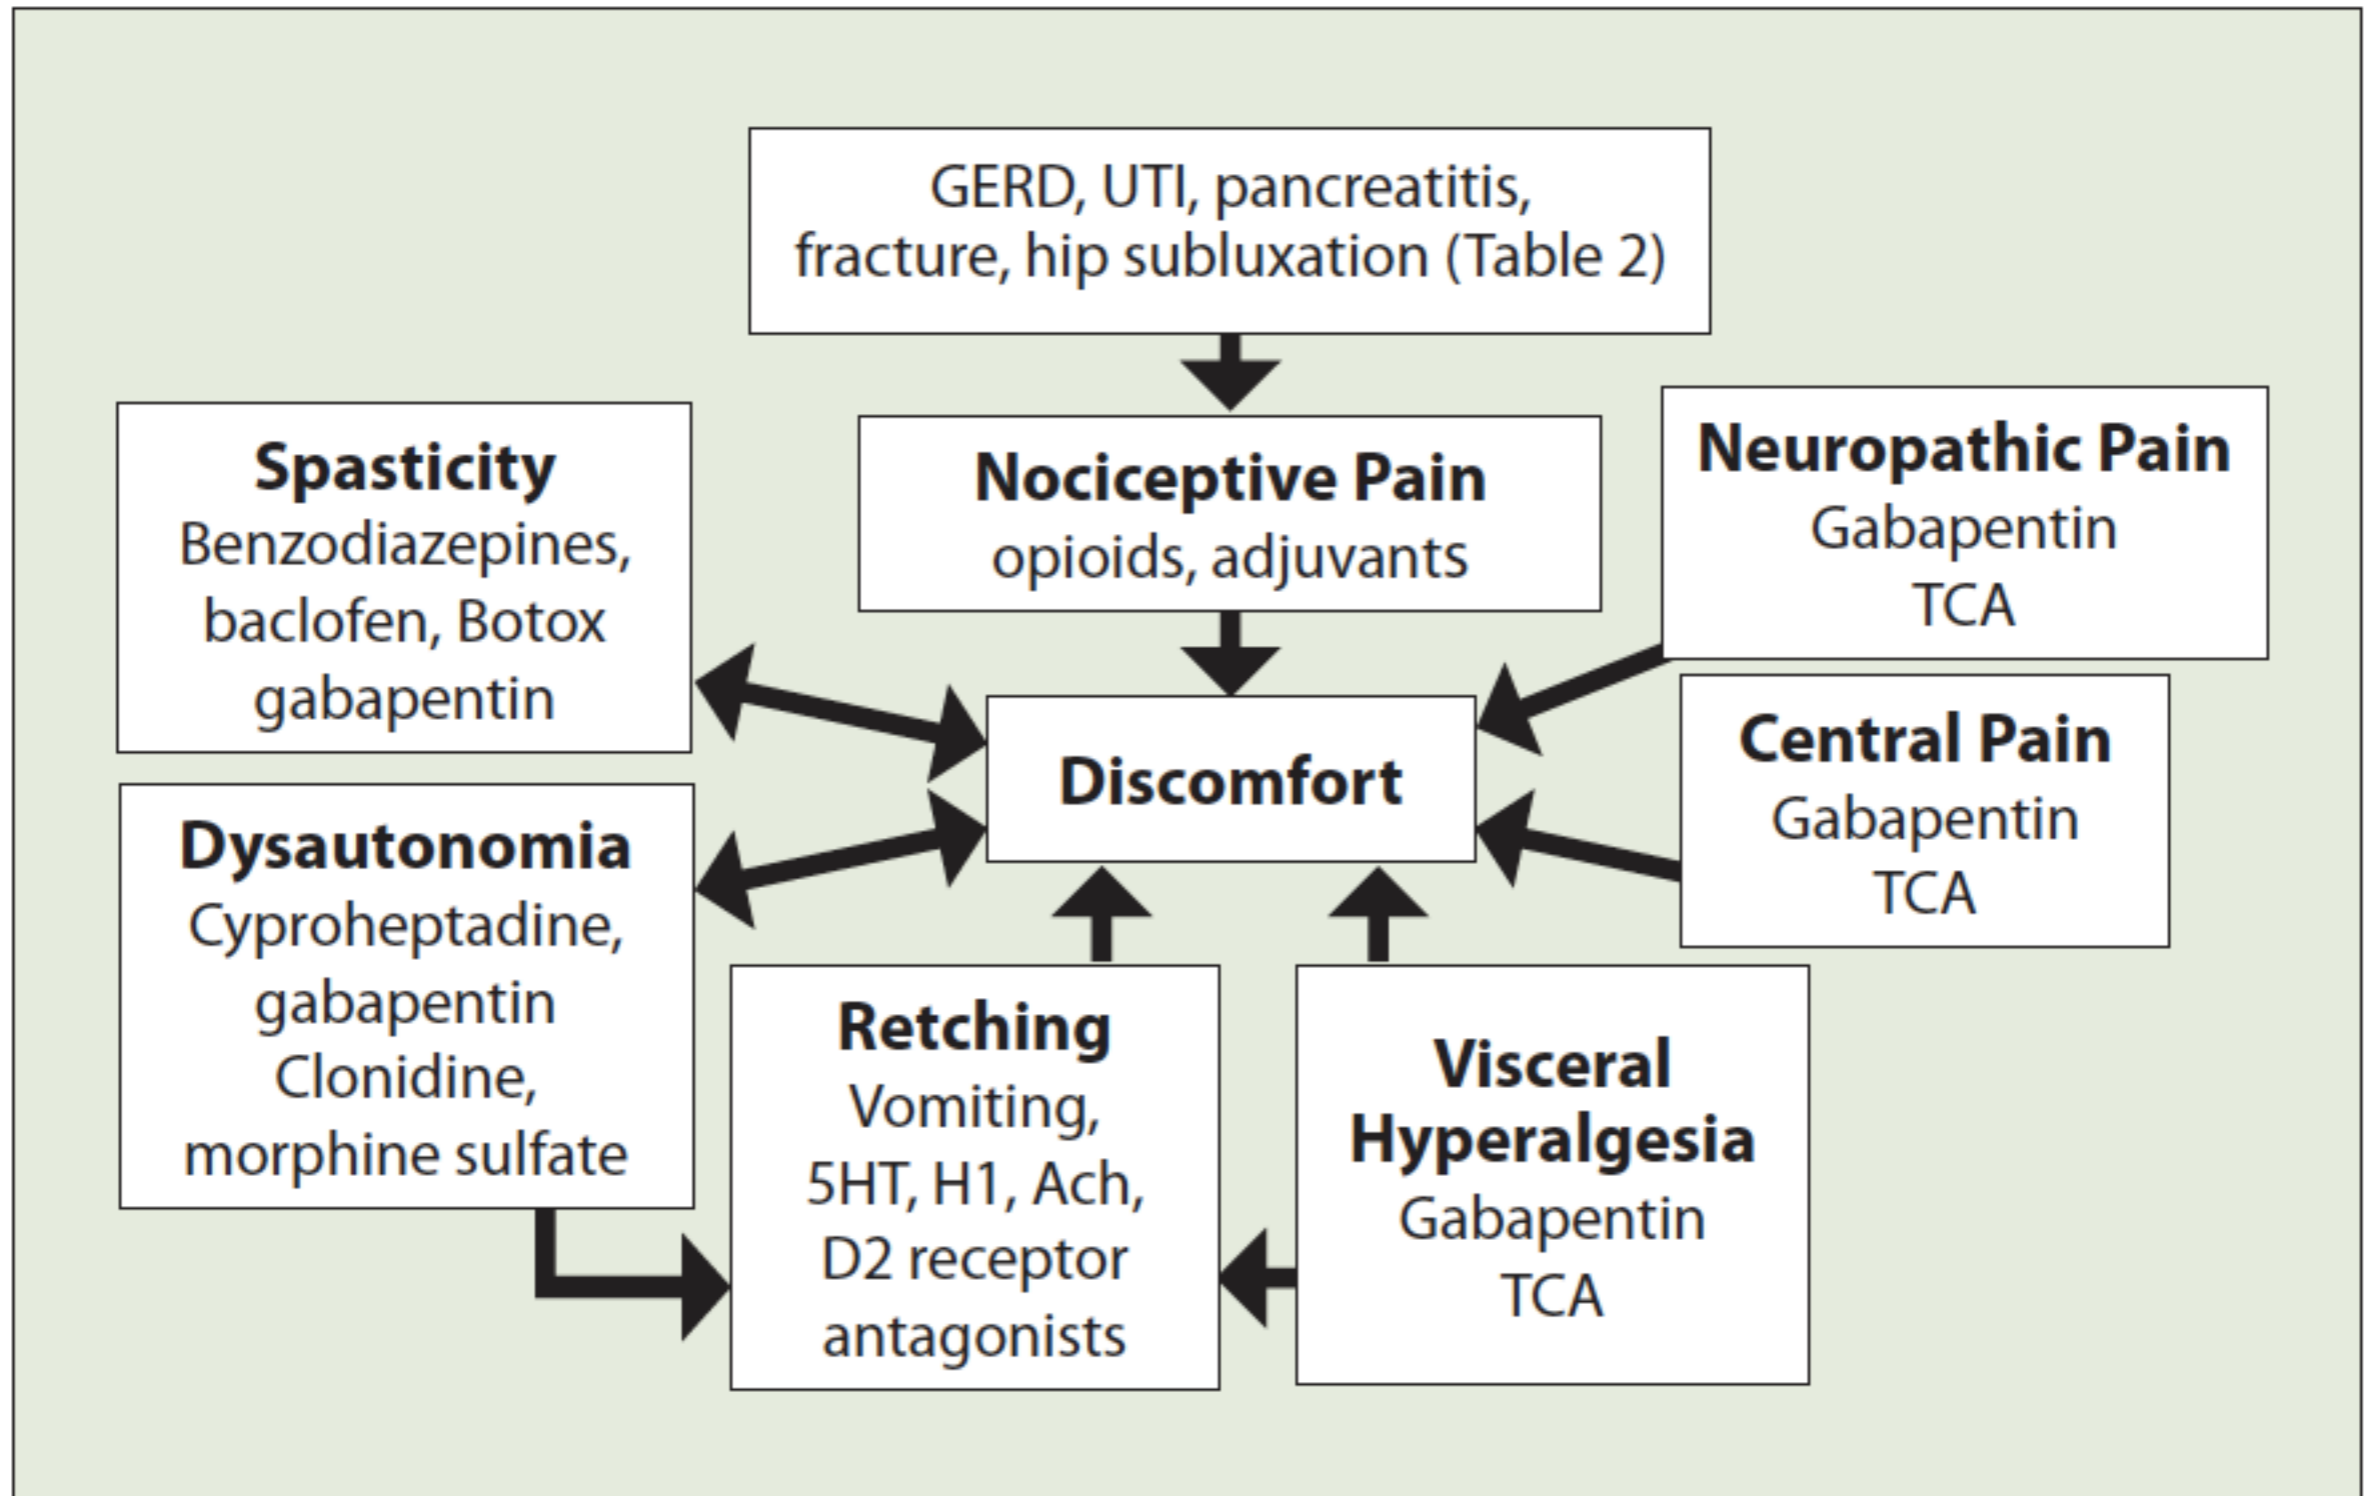 GERD, UTI, pancreatitis,
fracture, hip subluxation (Table 2)
Spasticity
Benzodiazepines,
baclofen, Botox
gabapentin
Nociceptive Pain
opioids, adjuvants
Neuropathic Pain
Gabapentin
TCA
Discomfort
Central Pain
Gabapentin
TCA
Dysautonomia
Cyproheptadine,
gabapentin
Clonidine,
morphine sulfate
Retching
Vomiting,
5HT, H1, Ach,
D2 receptor
antagonists
Visceral
Hyperalgesia
Gabapentin
TCA